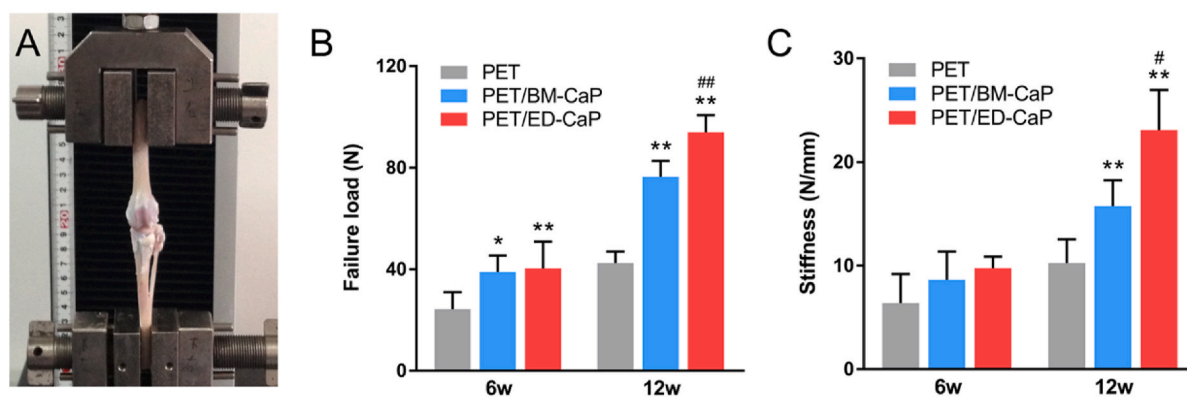 A
B
Failure load (N)
120
80
40
0
PET
PET/BM-CaP
PET/ED-CaP
*
**
**
##
**
6w
12w
C
Stiffness (N/mm)
30
20
10
0
PET
PET/BM-CaP
PET/ED-CaP
**
#
**
6w
12w